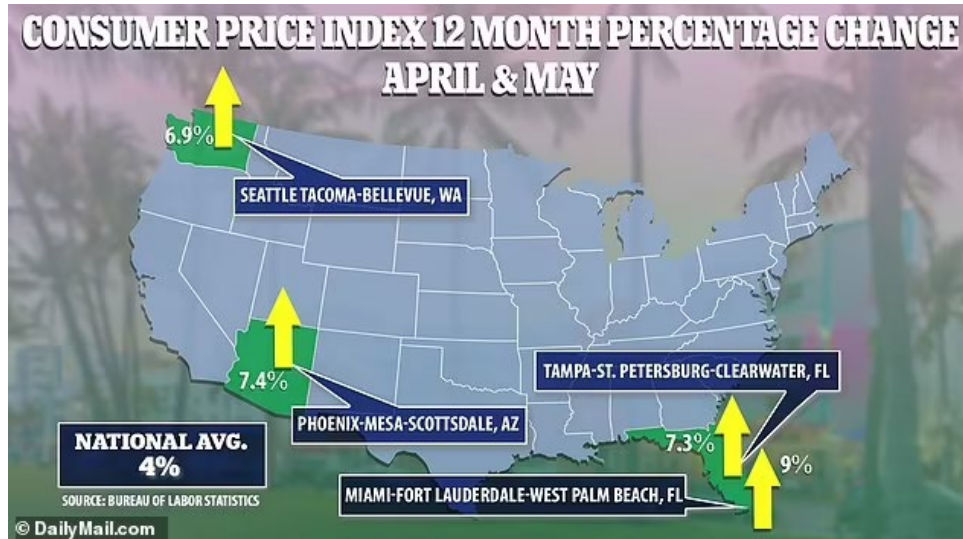 CONSUMER PRICE INDEX 12 MONTH PERCENTAGE CHANGE
APRIL & MAY
6.9%
SEATTLE TACOMA-BELLEVUE, WA
7.4%
PHOENIX-MESA-SCOTTSDALE, AZ
TAMPA-ST. PETERSBURG-CLEARWATER, FL
7.3%
9%
MIAMI-FORT LAUDERDALE-WEST PALM BEACH, FL
NATIONAL AVG.
4%
SOURCE: BUREAU OF LABOR STATISTICS
© DailyMail.com